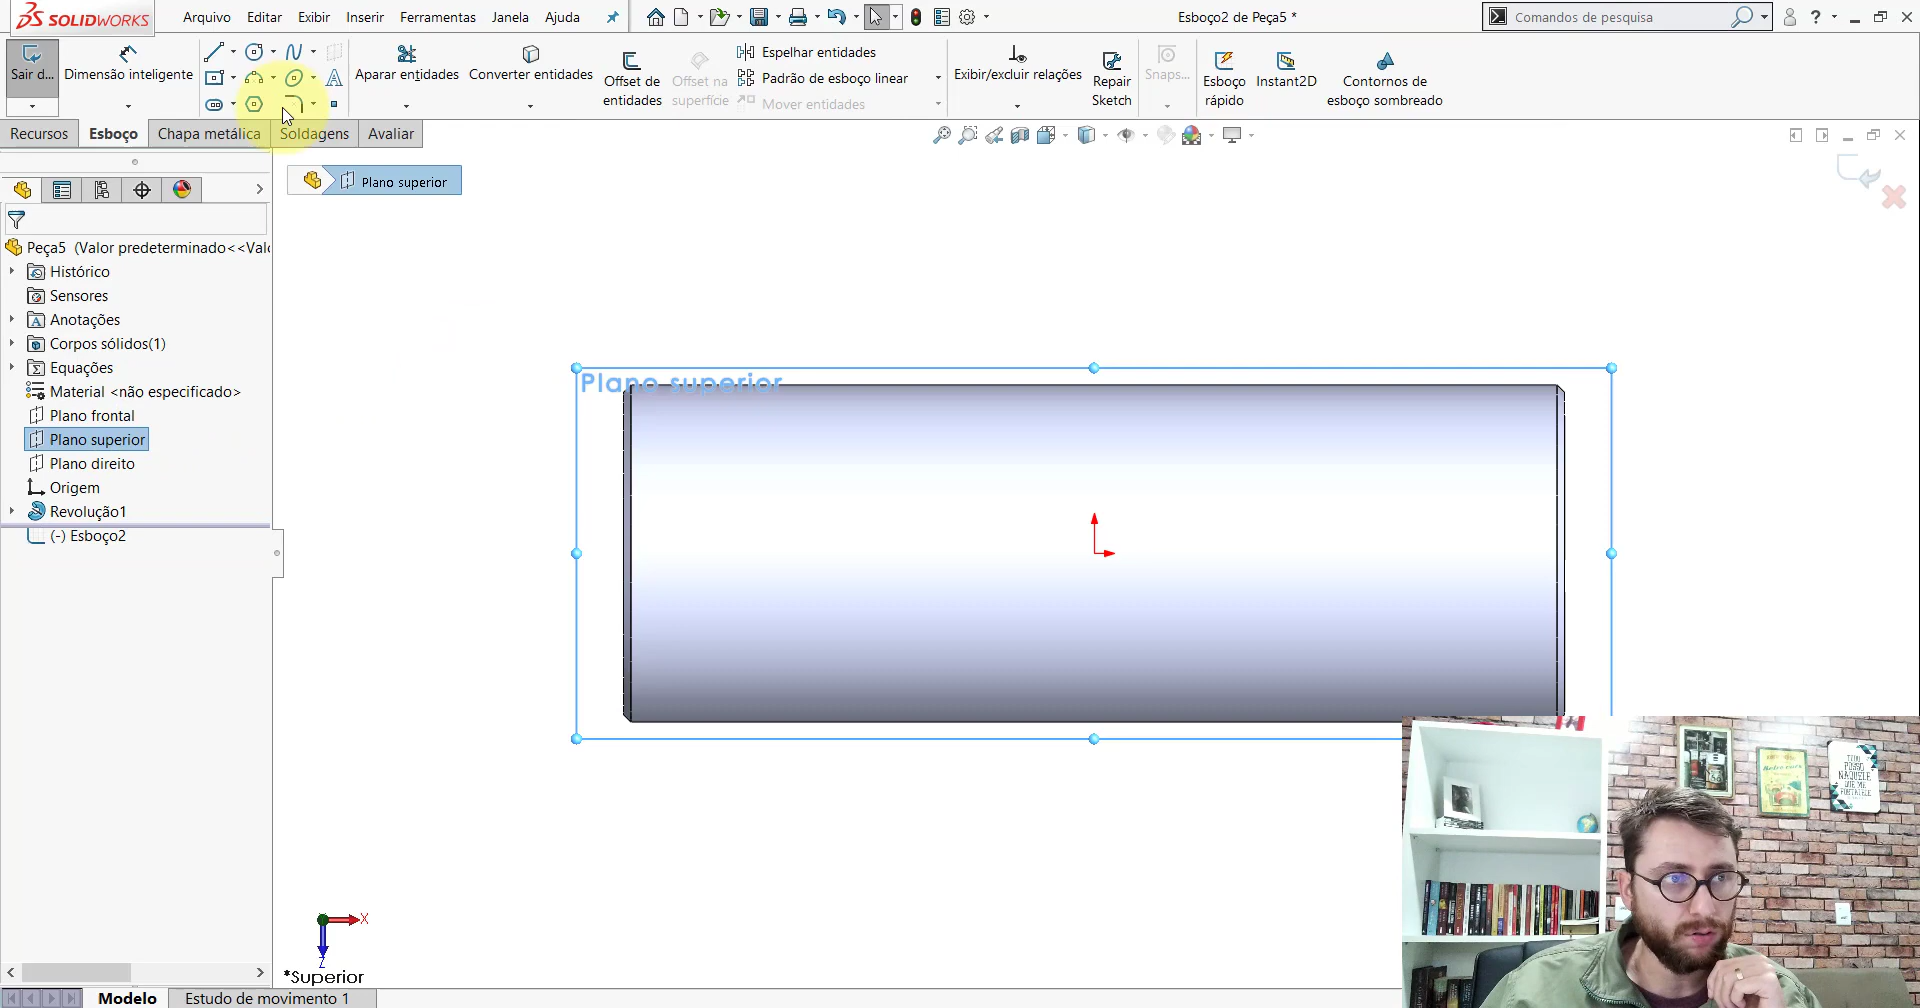 SOLIDWORKS
Arquivo Editar Exibir Inserir Ferramentas Janela Ajuda
Esboço2 de Peça5 *
Comandos de pesquisa
Sair d...
Dimensão inteligente
Aparar entidades
Converter entidades
Offset de entidades
Offset na superfície
Espelhar entidades
Padrão de esboço linear
Mover entidades
Exibir/excluir relações
Repair Sketch
Snaps...
Esboço rápido
Instant2D
Contornos de esboço sombreado
Recursos Esboço Chapa metálica Soldagens Avaliar
Plano superior
Peça5 (Valor predeterminado<<Val
Histórico
Sensores
Anotações
Corpos sólidos(1)
Equações
Material <não especificado>
Plano frontal
Plano superior
Plano direito
Origem
Revolução1
(-) Esboço2
Plano superior
X
Z
*Superior
Modelo Estudo de movimento 1